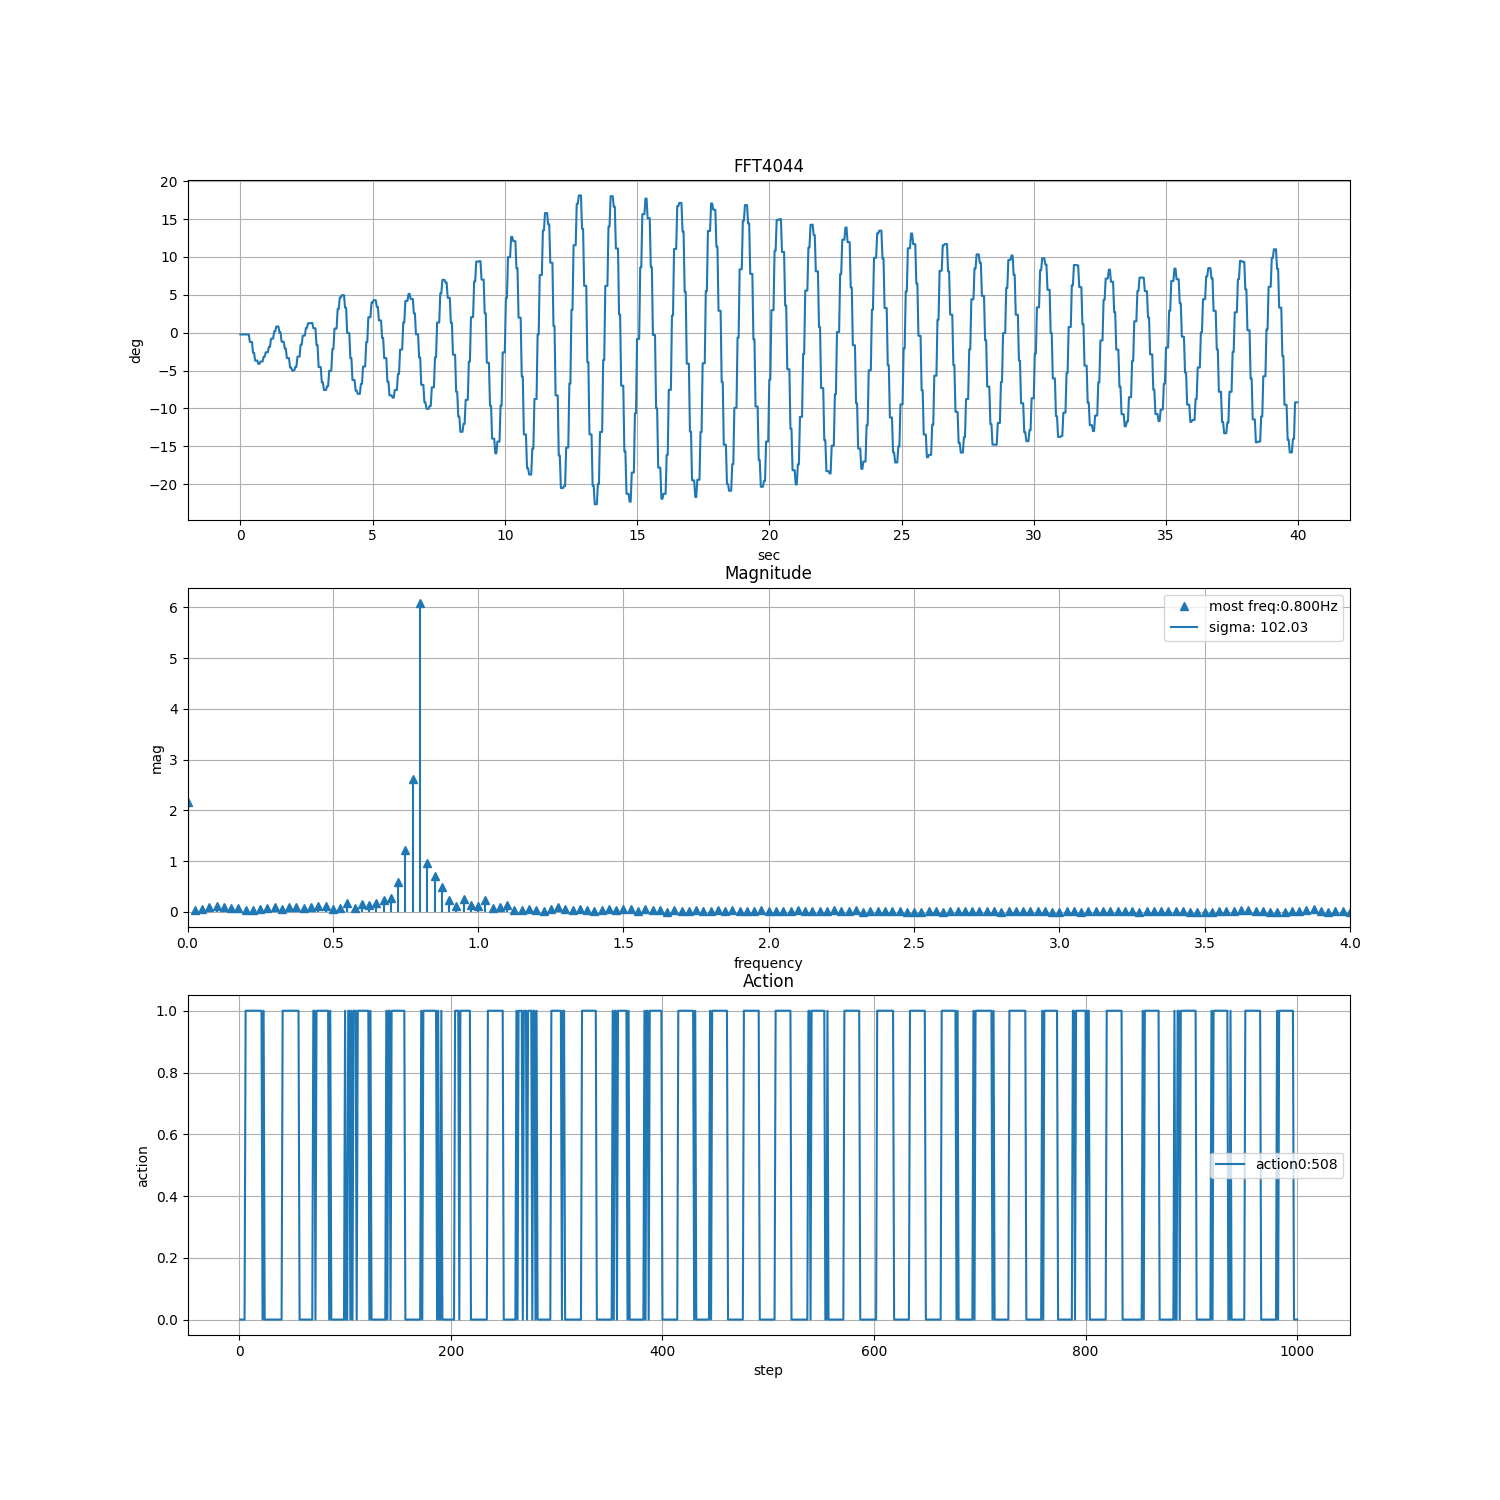 FFT4044
20
15
10
5
0
−5
−10
−15
−20
deg
0 5 10 15 20 25 30 35 40
sec
Magnitude
6
5
4
3
2
1
0
mag
most freq:0.800Hz
sigma: 102.03
0.0 0.5 1.0 1.5 2.0 2.5 3.0 3.5 4.0
frequency
Action
1.0
0.8
0.6
0.4
0.2
0.0
action
action0:508
0 200 400 600 800 1000
step